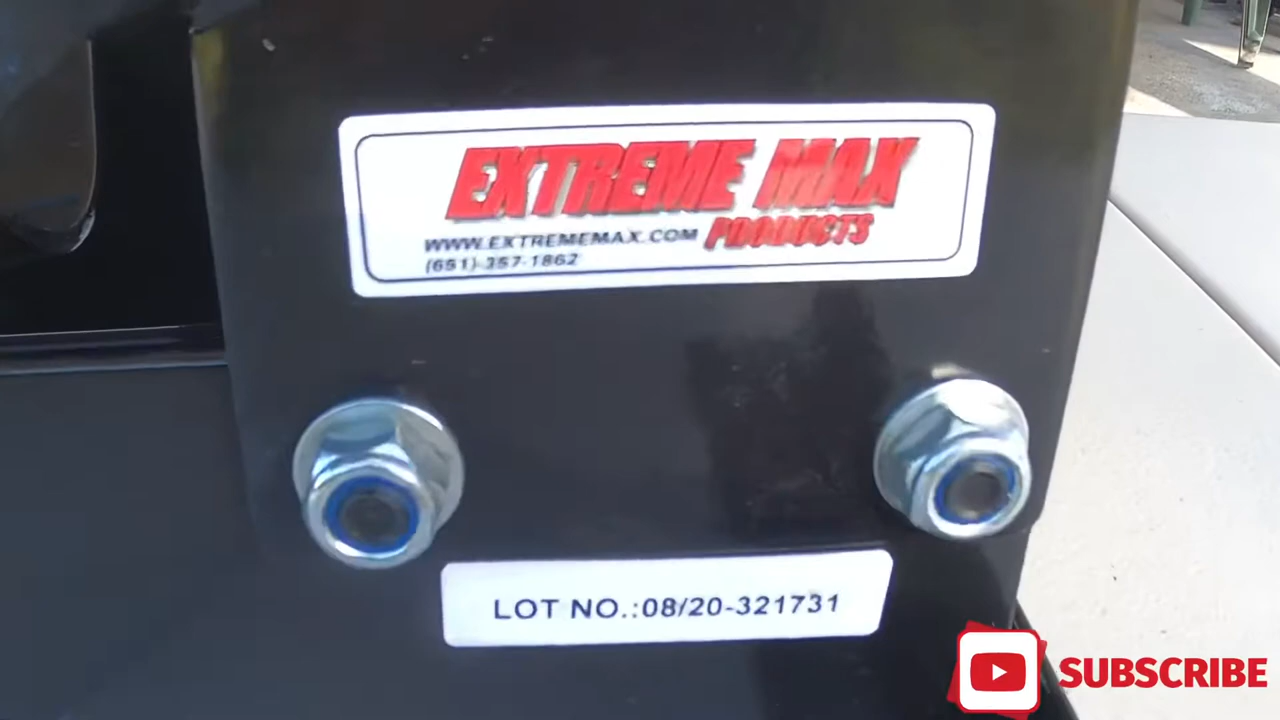 EXTREME MAX
PRODUCTS
WWW.EXTREMEMAX.COM
(651)-357-1862
LOT NO.:08/20-321731
SUBSCRIBE